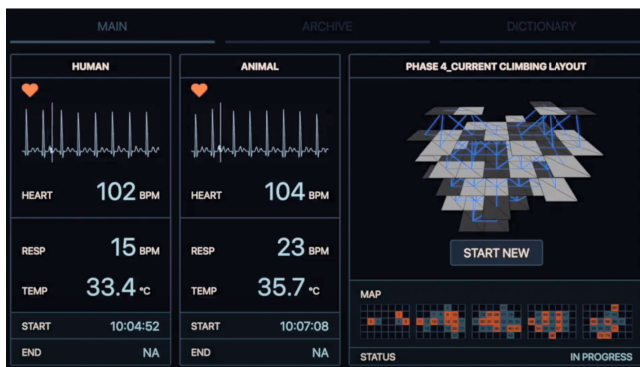 MAIN
ARCHIVE
DICTIONARY
HUMAN
HEART 102 BPM
RESP 15 BPM
TEMP 33.4 °C
START 10:04:52
END NA
ANIMAL
HEART 104 BPM
RESP 23 BPM
TEMP 35.7 °C
START 10:07:08
END NA
PHASE 4_CURRENT CLIMBING LAYOUT
START NEW
MAP
STATUS IN PROGRESS